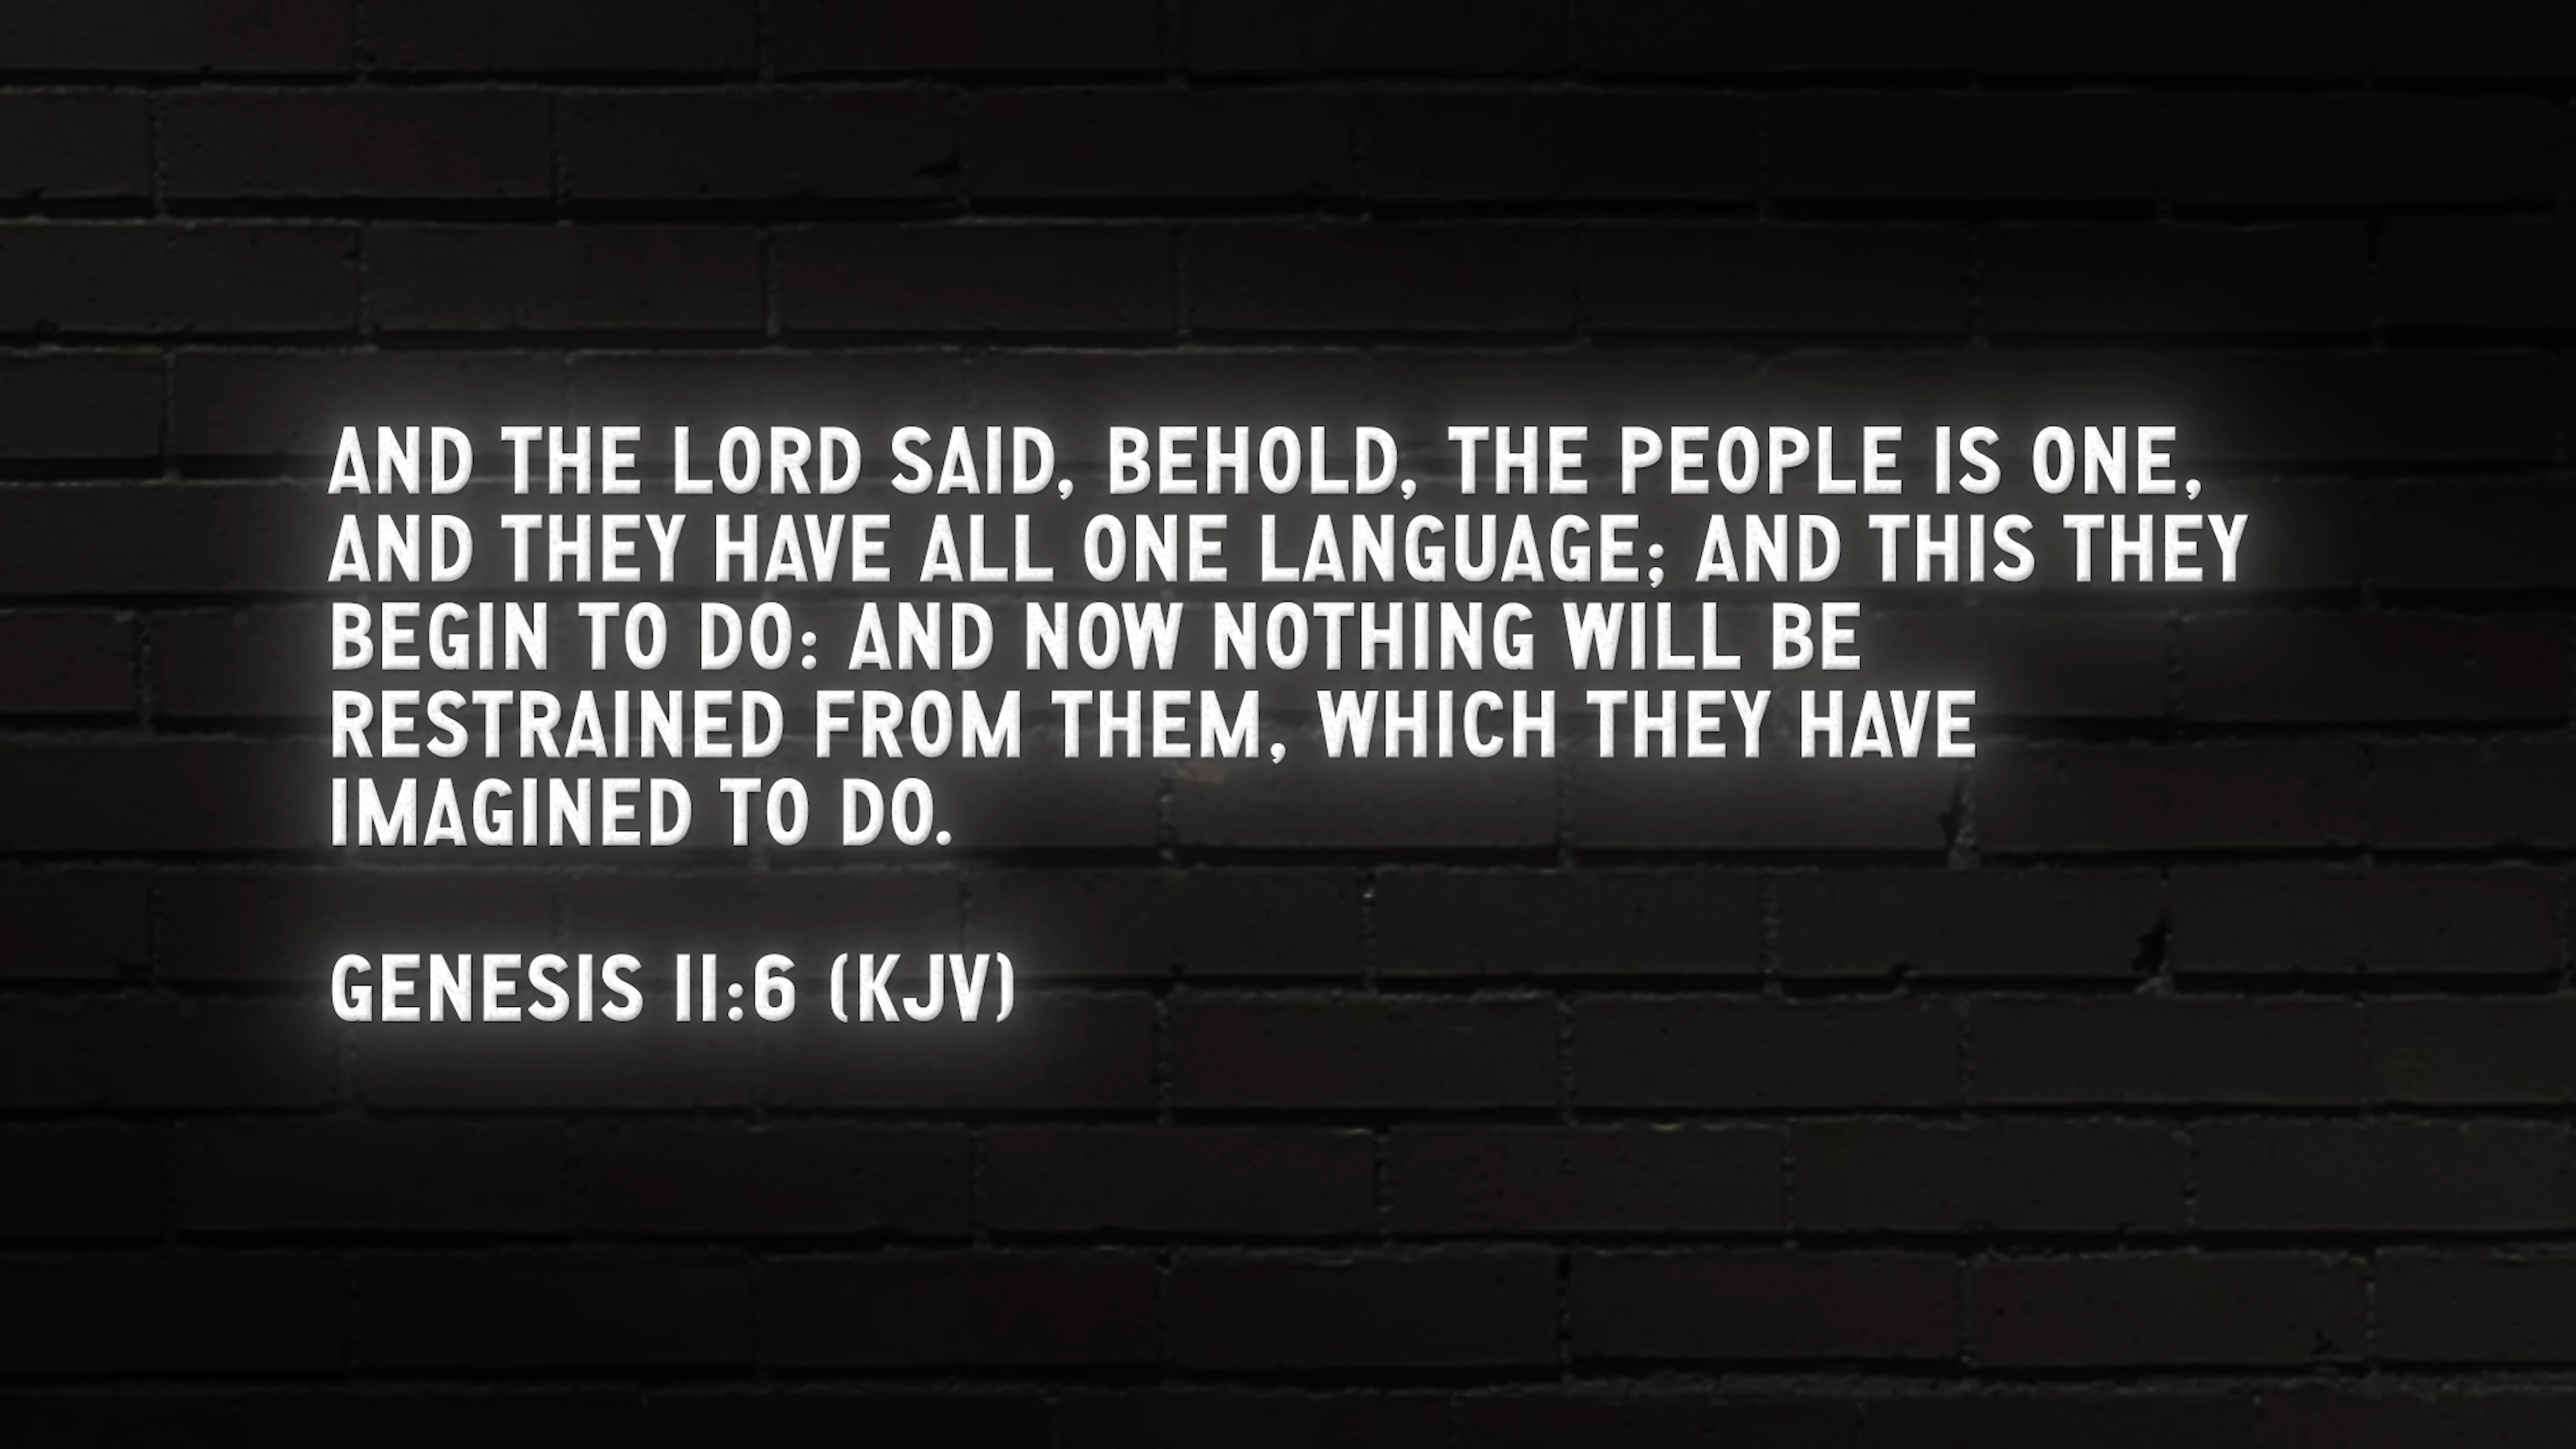 AND THE LORD SAID, BEHOLD, THE PEOPLE IS ONE,
AND THEY HAVE ALL ONE LANGUAGE; AND THIS THEY
BEGIN TO DO: AND NOW NOTHING WILL BE
RESTRAINED FROM THEM, WHICH THEY HAVE
IMAGINED TO DO.
GENESIS 11:6 (KJV)